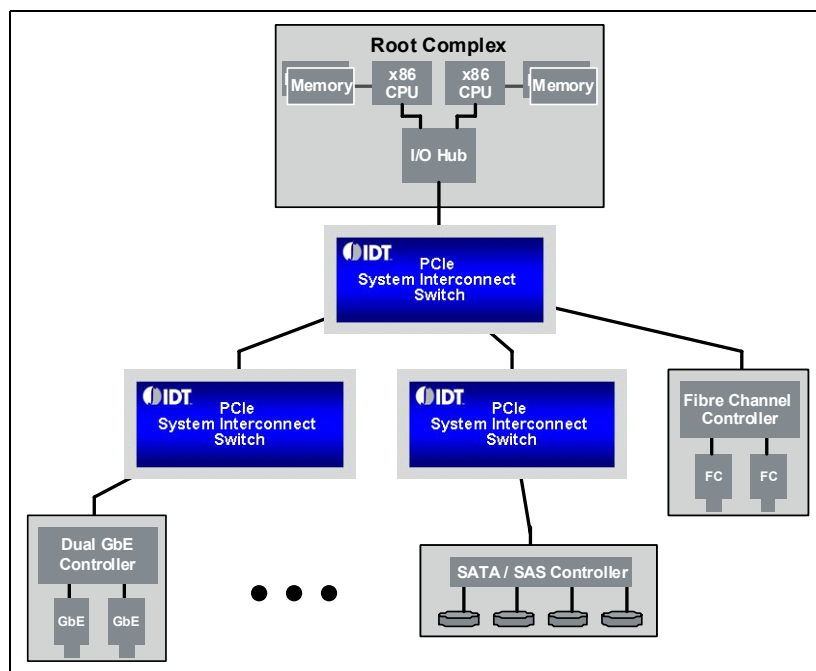 Root Complex
Memory
x86
CPU
x86
CPU
Memory
I/O Hub
IDT
PCIe
System Interconnect
Switch
IDT
PCIe
System Interconnect
Switch
IDT
PCIe
System Interconnect
Switch
Fibre Channel
Controller
FC
FC
Dual GbE
Controller
GbE
GbE
SATA / SAS Controller